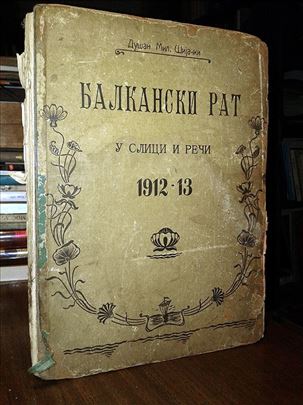 Душан Мил. Шијачки
БАЛКАНСКИ РАТ
У СЛИЦИ И РЕЧИ
1912-13